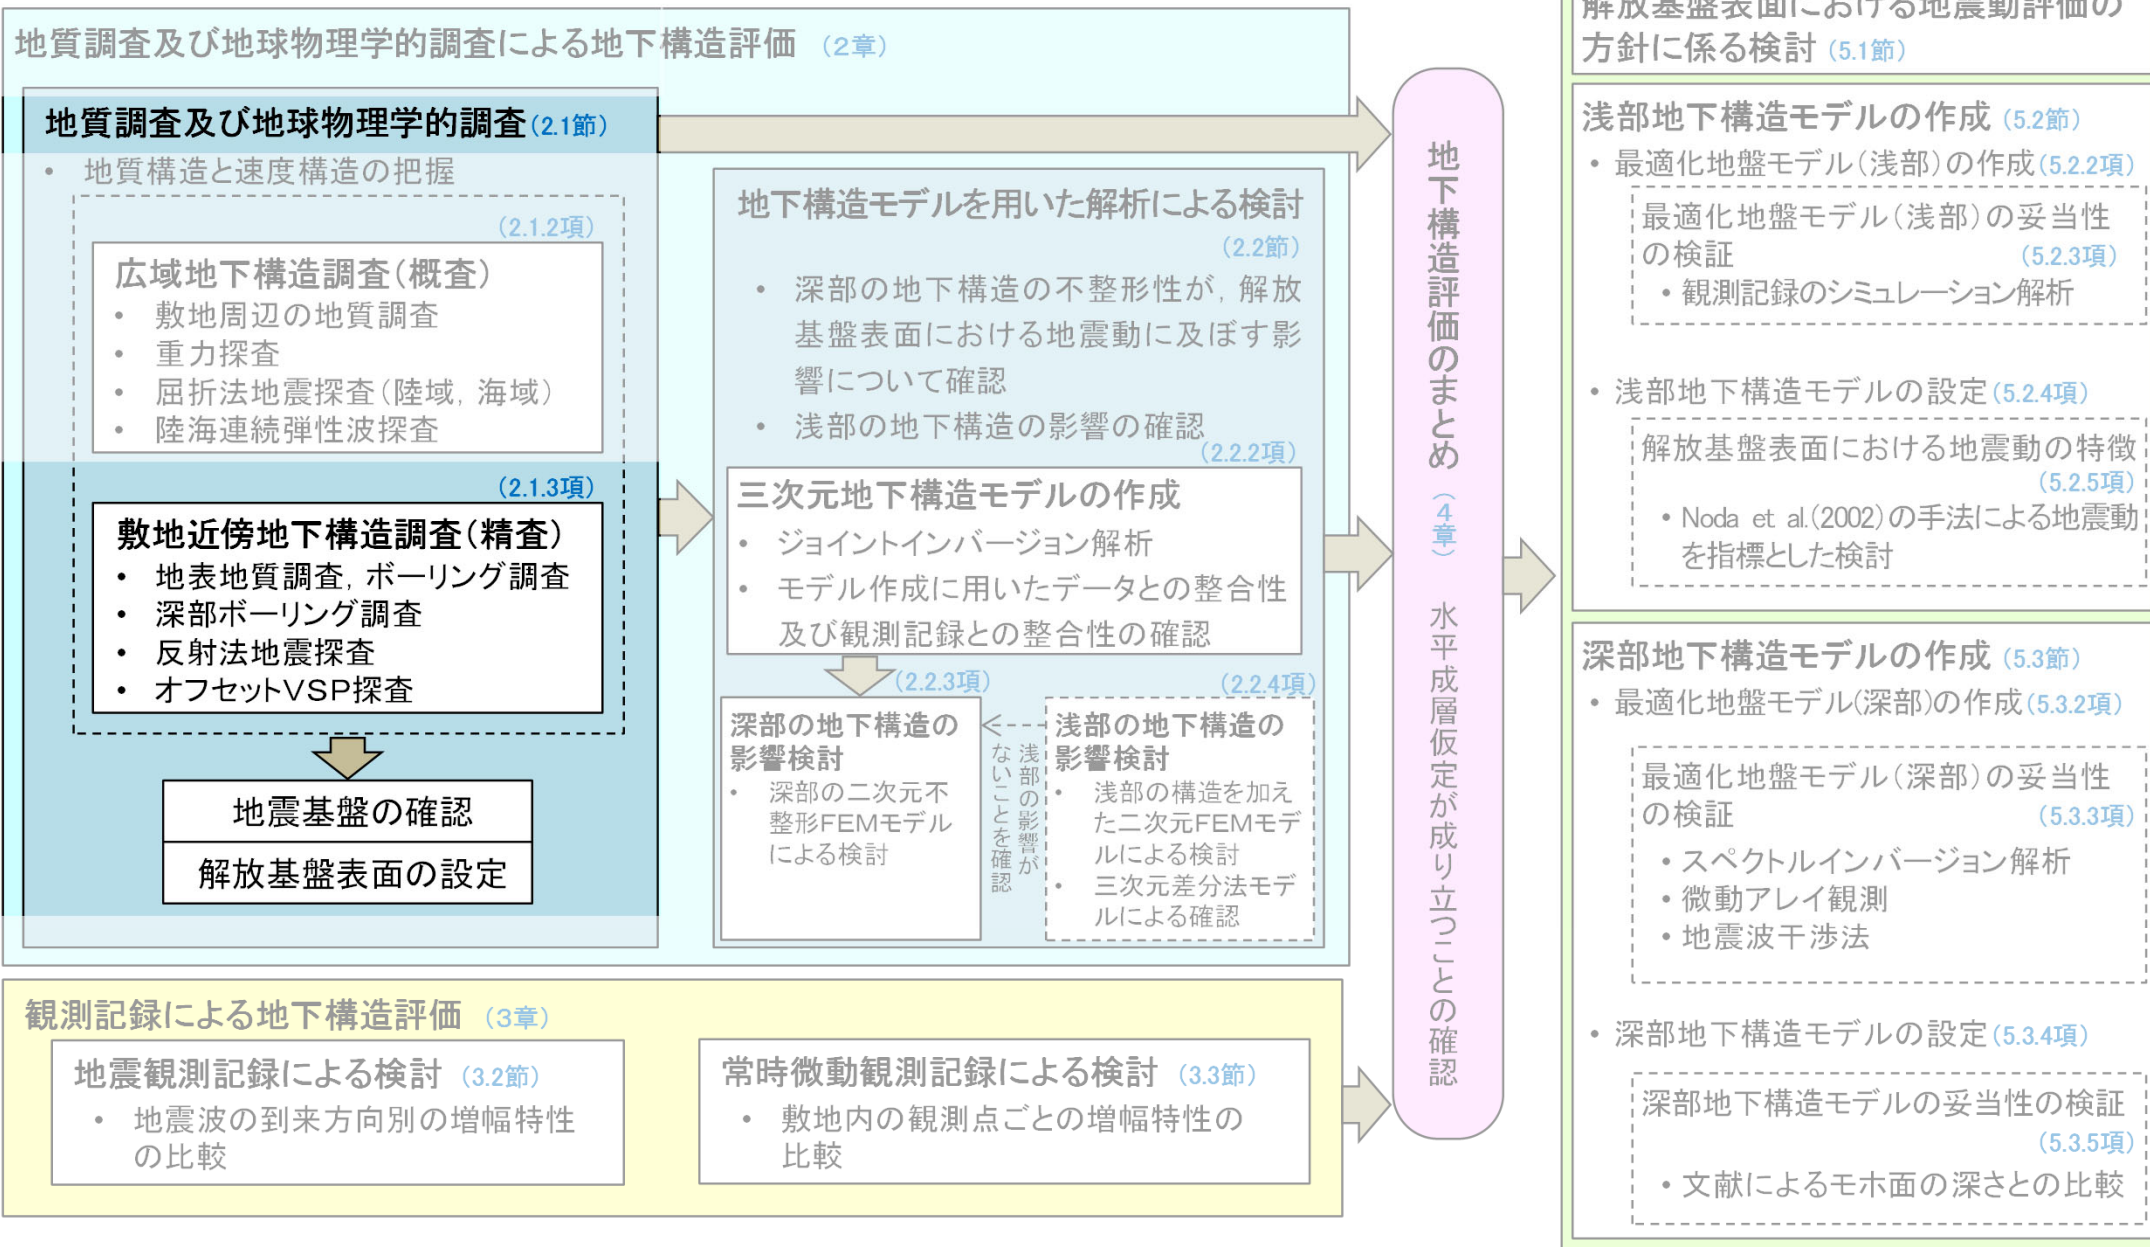 地質調査及び地球物理学的調査による地下構造評価 （2章）
地質調査及び地球物理学的調査(2.1節)
• 地質構造と速度構造の把握
(2.1.2項)
広域地下構造調査(概査)
• 敷地周辺の地質調査
• 重力探査
• 屈折法地震探査(陸域, 海域)
• 陸海連続弾性波探査
(2.1.3項)
敷地近傍地下構造調査(精査)
• 地表地質調査, ボーリング調査
• 深部ボーリング調査
• 反射法地震探査
• オフセットVSP探査
地震基盤の確認
解放基盤表面の設定
地下構造モデルを用いた解析による検討
(2.2節)
• 深部の地下構造の不整形性が, 解放
基盤表面における地震動に及ぼす影
響について確認
• 浅部の地下構造の影響の確認
(2.2.2項)
三次元地下構造モデルの作成
• ジョイントインバージョン解析
• モデル作成に用いたデータとの整合性
及び観測記録との整合性の確認
(2.2.3項)
深部の地下構造の
影響検討
• 深部の二次元不
整形FEMモデル
による検討
浅部の影響が
ないことを確認
(2.2.4項)
浅部の地下構造の
影響検討
• 浅部の構造を加え
た二次元FEMモデ
ルによる検討
• 三次元差分法モデ
ルによる確認
観測記録による地下構造評価 （3章）
地震観測記録による検討 (3.2節)
• 地震波の到来方向別の増幅特性
の比較
常時微動観測記録による検討 (3.3節)
• 敷地内の観測点ごとの増幅特性の
比較
地下構造評価のまとめ（4章） 水平成層仮定が成り立つことの確認
解放基盤表面における地震動評価の
方針に係る検討(5.1節)
浅部地下構造モデルの作成 (5.2節)
• 最適化地盤モデル(浅部)の作成(5.2.2項)
最適化地盤モデル(浅部)の妥当性
の検証 (5.2.3項)
• 観測記録のシミュレーション解析
• 浅部地下構造モデルの設定(5.2.4項)
解放基盤表面における地震動の特徴
(5.2.5項)
• Noda et al.(2002)の手法による地震動
を指標とした検討
深部地下構造モデルの作成 (5.3節)
• 最適化地盤モデル(深部)の作成(5.3.2項)
最適化地盤モデル(深部)の妥当性
の検証 (5.3.3項)
• スペクトルインバージョン解析
• 微動アレイ観測
• 地震波干渉法
• 深部地下構造モデルの設定(5.3.4項)
深部地下構造モデルの妥当性の検証
(5.3.5項)
• 文献によるモホ面の深さとの比較